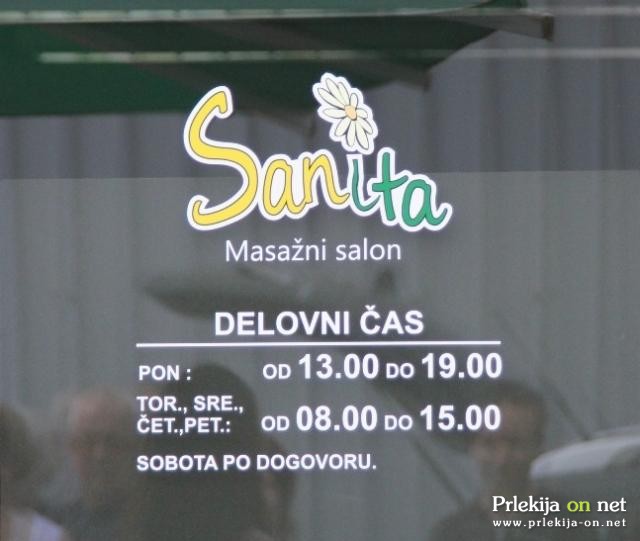 Sanita
Masažni salon
DELOVNI ČAS
PON : OD 13.00 DO 19.00
TOR., SRE.,
ČET.,PET.: OD 08.00 DO 15.00
SOBOTA PO DOGOVORU.
Prlekija on net
www.prlekija-on.net